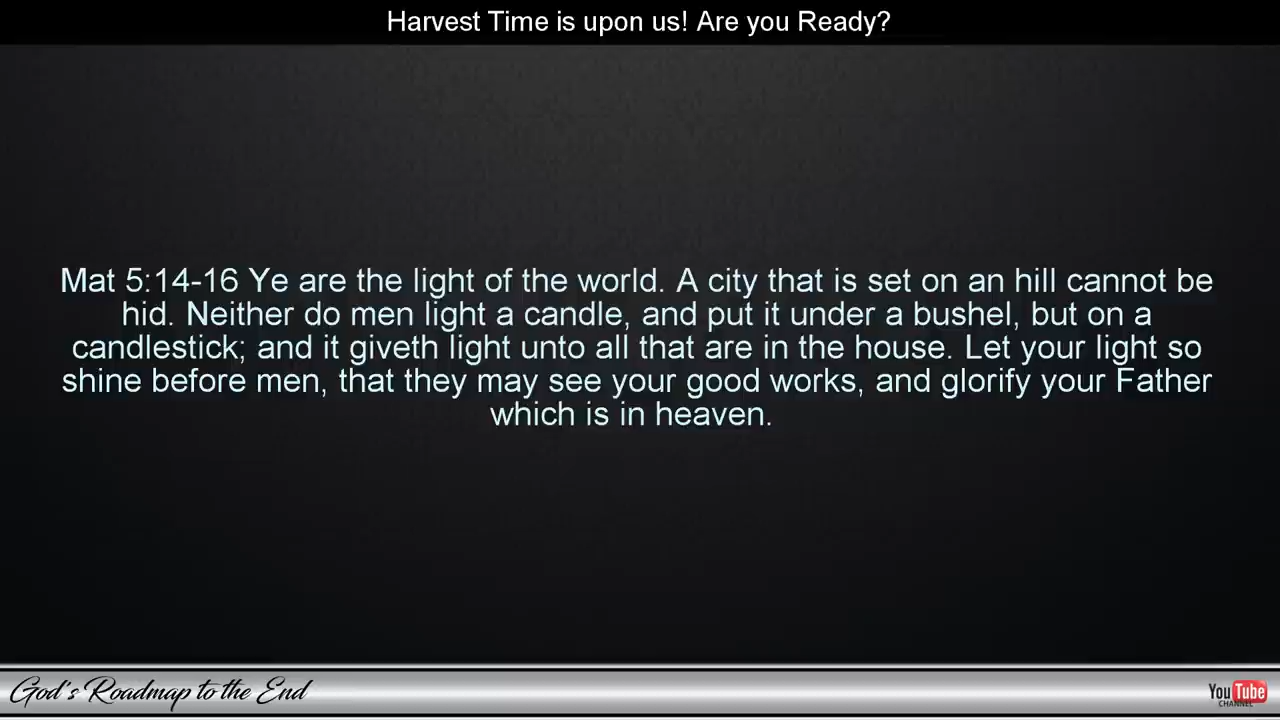 Harvest Time is upon us! Are you Ready?
Mat 5:14-16 Ye are the light of the world. A city that is set on an hill cannot be
hid. Neither do men light a candle, and put it under a bushel, but on a
candlestick; and it giveth light unto all that are in the house. Let your light so
shine before men, that they may see your good works, and glorify your Father
which is in heaven.
God's Roadmap to the End
YouTube
CHANNEL